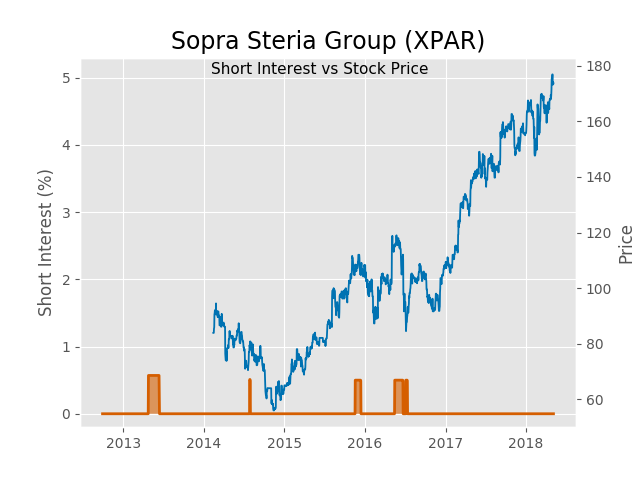 Sopra Steria Group (XPAR)
Short Interest vs Stock Price
Short Interest (%)
5
4
3
2
1
0
180
160
140
120
100
80
60
Price
2013 2014 2015 2016 2017 2018